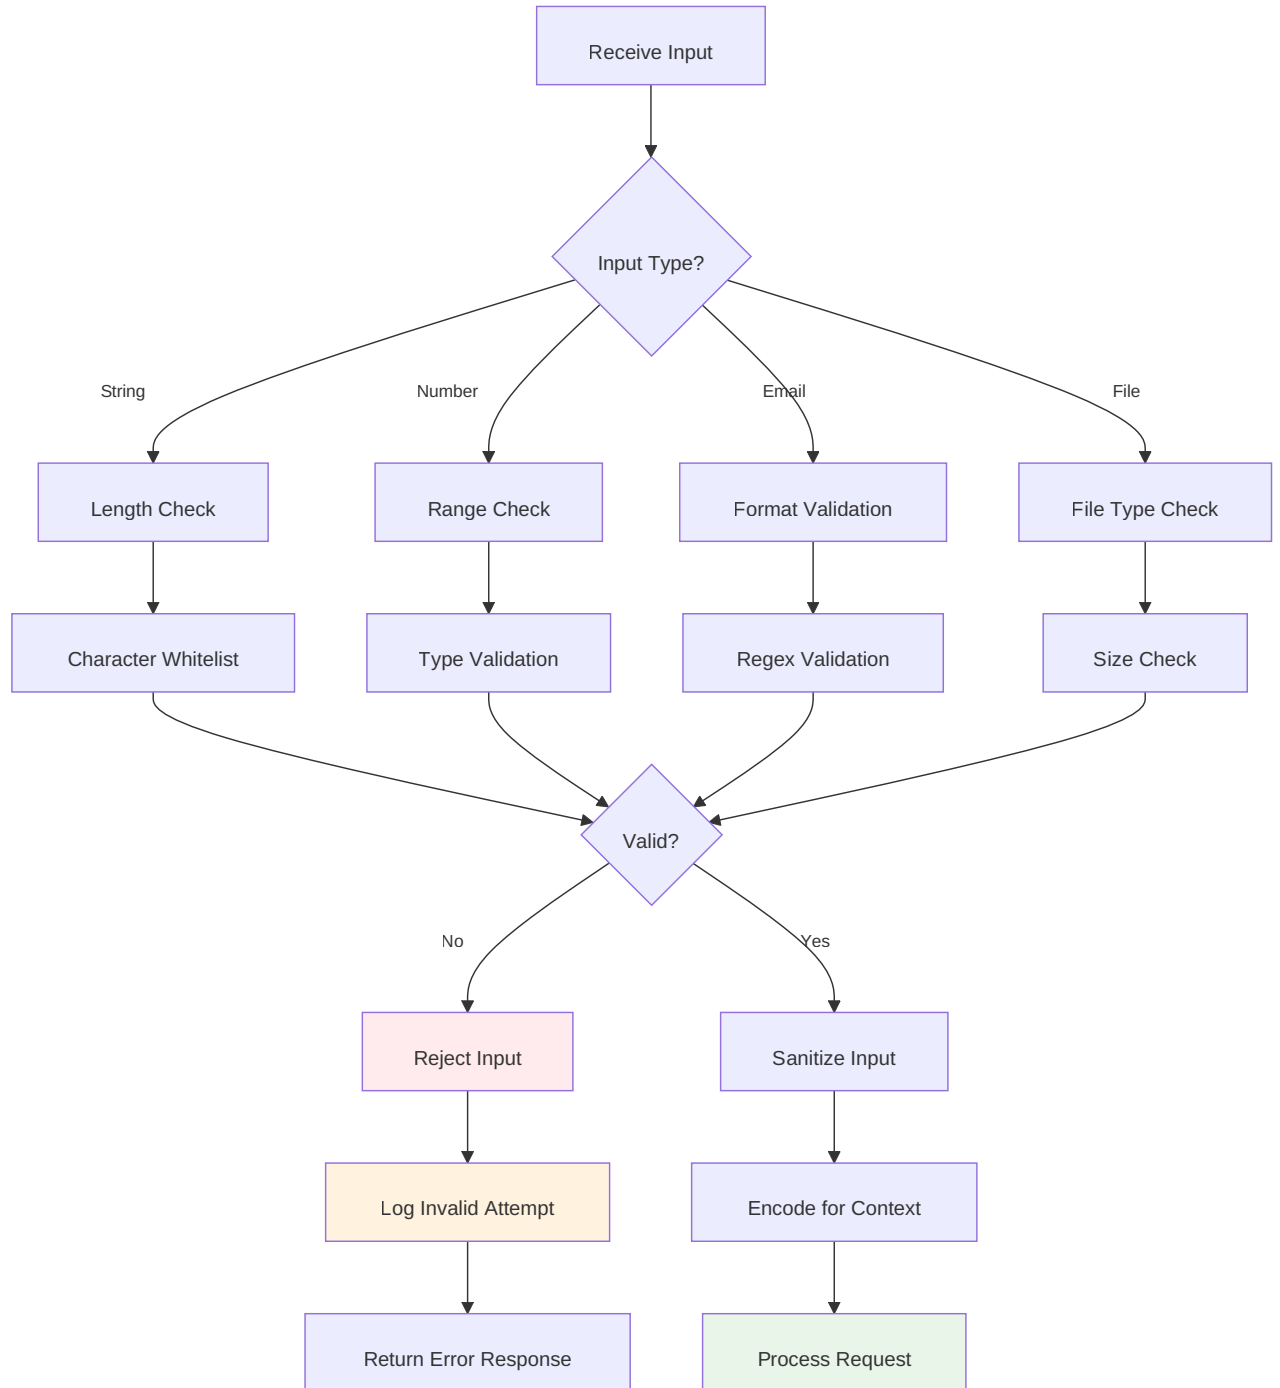 Receive Input
Input Type?
String
Number
Email
File
Length Check
Range Check
Format Validation
File Type Check
Character Whitelist
Type Validation
Regex Validation
Size Check
Valid?
No
Yes
Reject Input
Sanitize Input
Log Invalid Attempt
Encode for Context
Return Error Response
Process Request